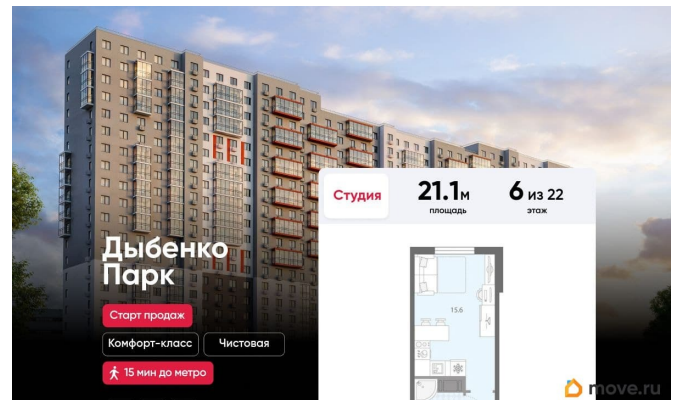 Студия
21.1м
площадь
6 из 22
этаж
Дыбенко
Парк
Старт продаж
Комфорт-класс
Чистовая
15 мин до метро
15.6
move.ru